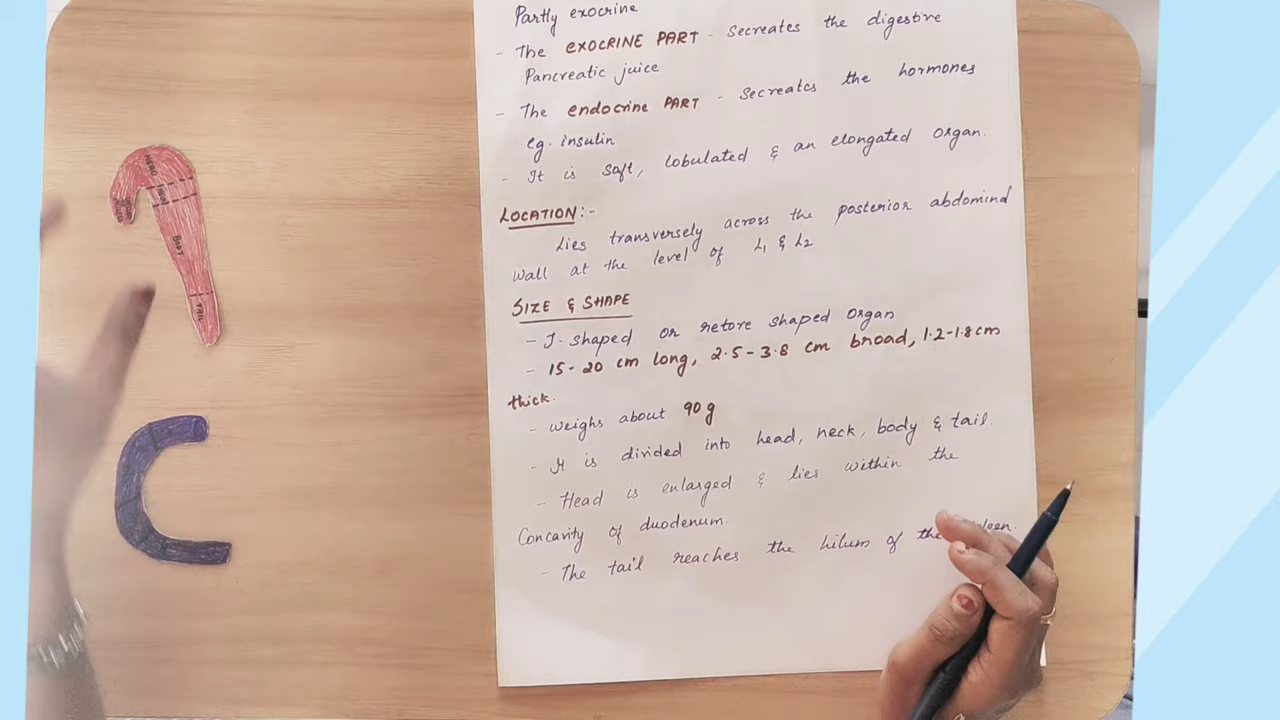 Partly exocrine
- The EXOCRINE PART - Secreates the digestive
Pancreatic juice
- The endocrine PART - Secreates the hormones
eg. insulin
- It is soft, lobulated & an elongated organ.
LOCATION:-
Lies transversely across the posterior abdominal
wall at the level of L1 & L2
SIZE & SHAPE
- J-shaped or retore shaped organ
- 15-20 cm long, 2.5-3.8 cm broad, 1.2-1.8cm
thick.
- weighs about 90g
- It is divided into head, neck, body & tail.
- Head is enlarged & lies within the
Concavity of duodenum.
- The tail reaches the hilum of the
HEAD
BODY
TAIL